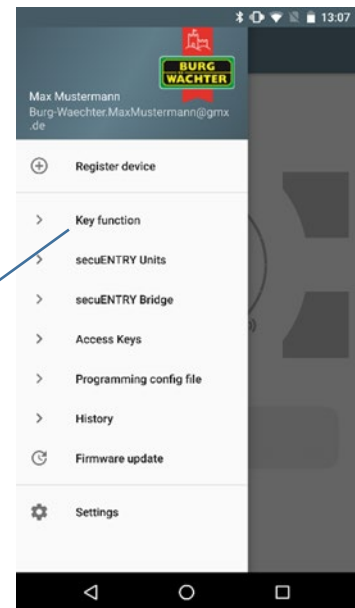 13:07
BURG
WÄCHTER
Max Mustermann
Burg-Waechter.MaxMustermann@gmx
.de
Register device
Key function
secuENTRY Units
secuENTRY Bridge
Access Keys
Programming config file
History
Firmware update
Settings